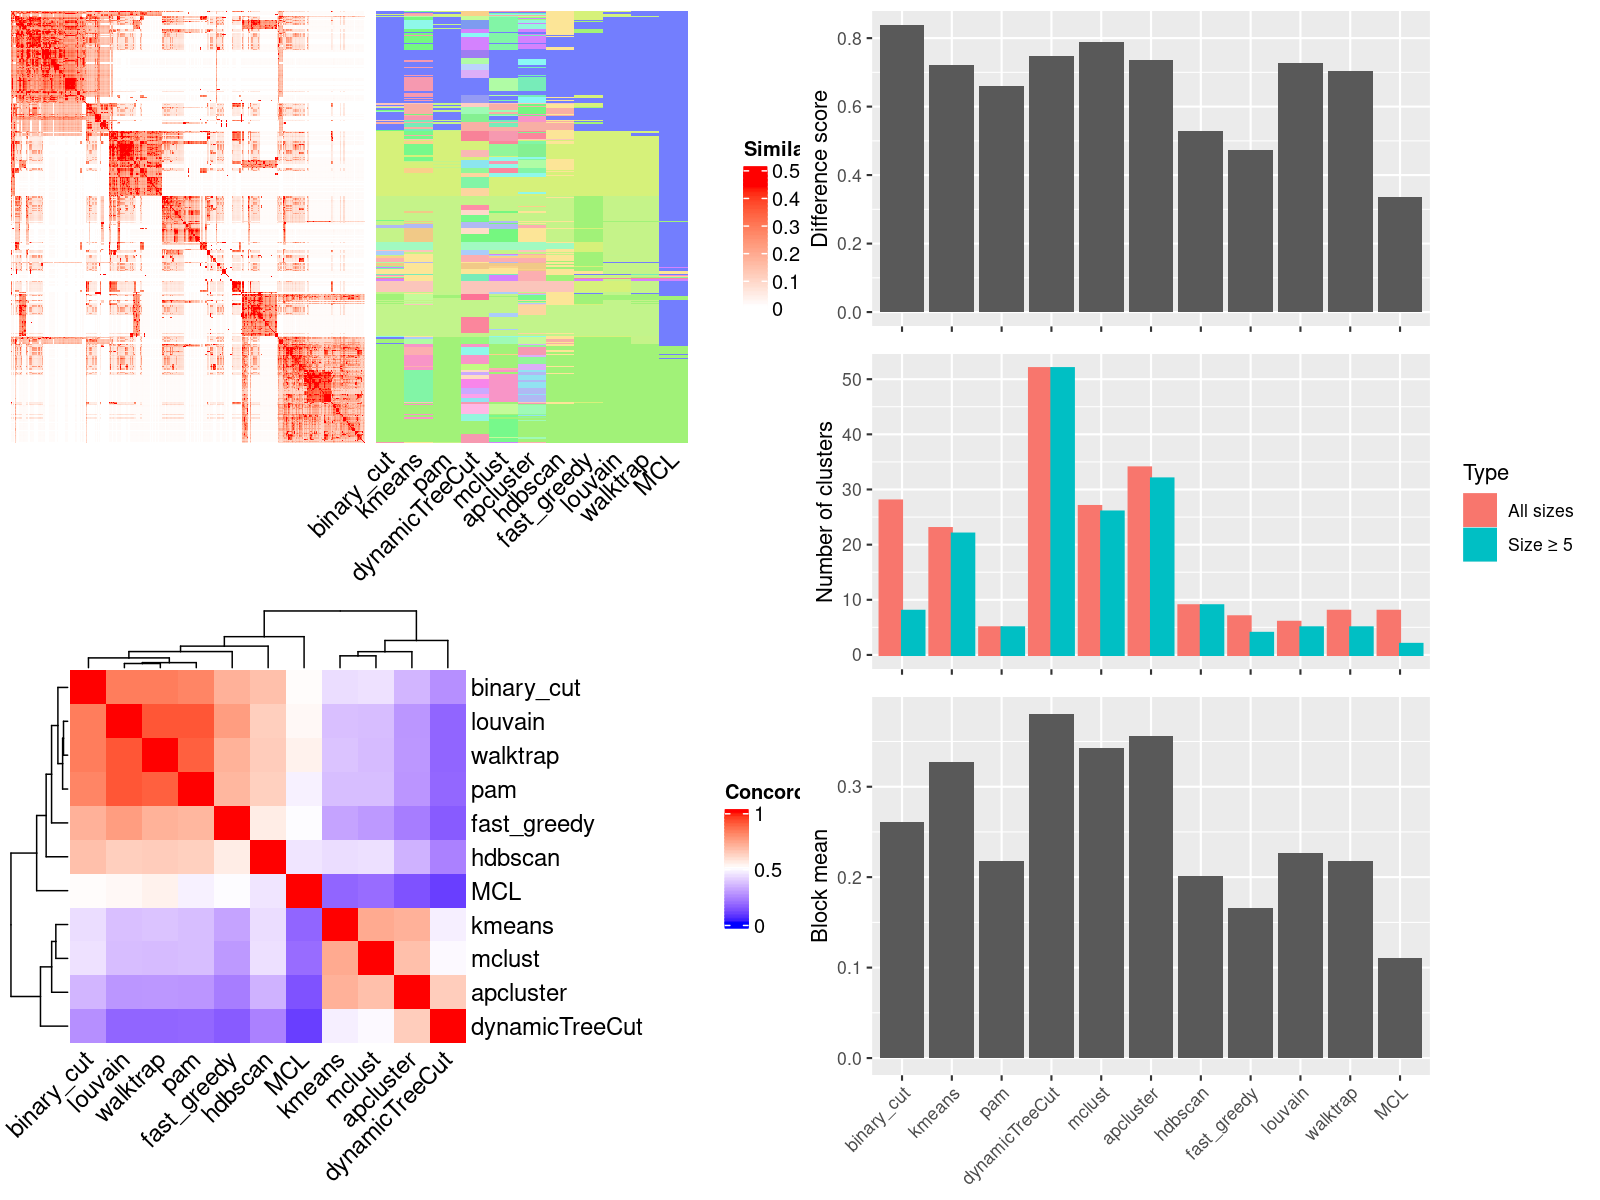 Simila
0.5
0.4
0.3
0.2
0.1
0
binary_cut
kmeans
pam
dynamicTreeCut
mclust
apcluster
hdbscan
fast_greedy
louvain
walktrap
MCL
Difference score
0.8
0.6
0.4
0.2
0.0
Number of clusters
50
40
30
20
10
0
Type
All sizes
Size ≥ 5
binary_cut
louvain
walktrap
pam
fast_greedy
hdbscan
MCL
kmeans
mclust
apcluster
dynamicTreeCut
binary_cut
louvain
walktrap
pam
fast_greedy
hdbscan
MCL
kmeans
mclust
apcluster
dynamicTreeCut
Concord
1
0.5
0
Block mean
0.3
0.2
0.1
0.0
binary_cut
kmeans
pam
dynamicTreeCut
mclust
apcluster
hdbscan
fast_greedy
louvain
walktrap
MCL